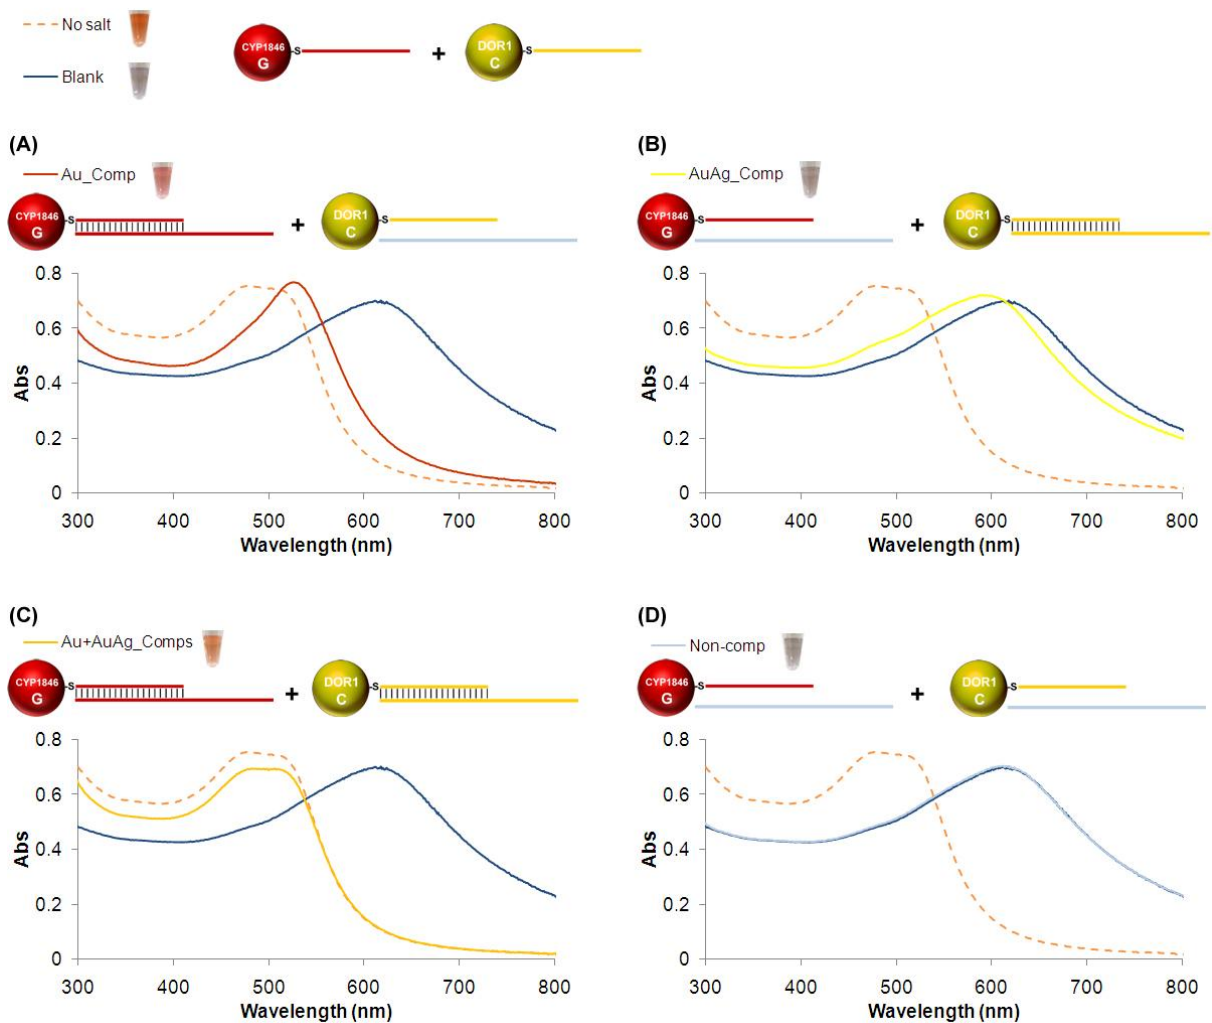 No salt
Blank
CYP1846
G
-S
+
DOR1
C
-S
(A)
Au_Comp
CYP1846
G
-S
+
DOR1
C
-S
0.8
0.6
0.4
0.2
0
Abs
300 400 500 600 700 800
Wavelength (nm)
(B)
AuAg_Comp
CYP1846
G
-S
+
DOR1
C
-S
0.8
0.6
0.4
0.2
0
Abs
300 400 500 600 700 800
Wavelength (nm)
(C)
Au+AuAg_Comps
CYP1846
G
-S
+
DOR1
C
-S
0.8
0.6
0.4
0.2
0
Abs
300 400 500 600 700 800
Wavelength (nm)
(D)
Non-comp
CYP1846
G
-S
+
DOR1
C
-S
0.8
0.6
0.4
0.2
0
Abs
300 400 500 600 700 800
Wavelength (nm)